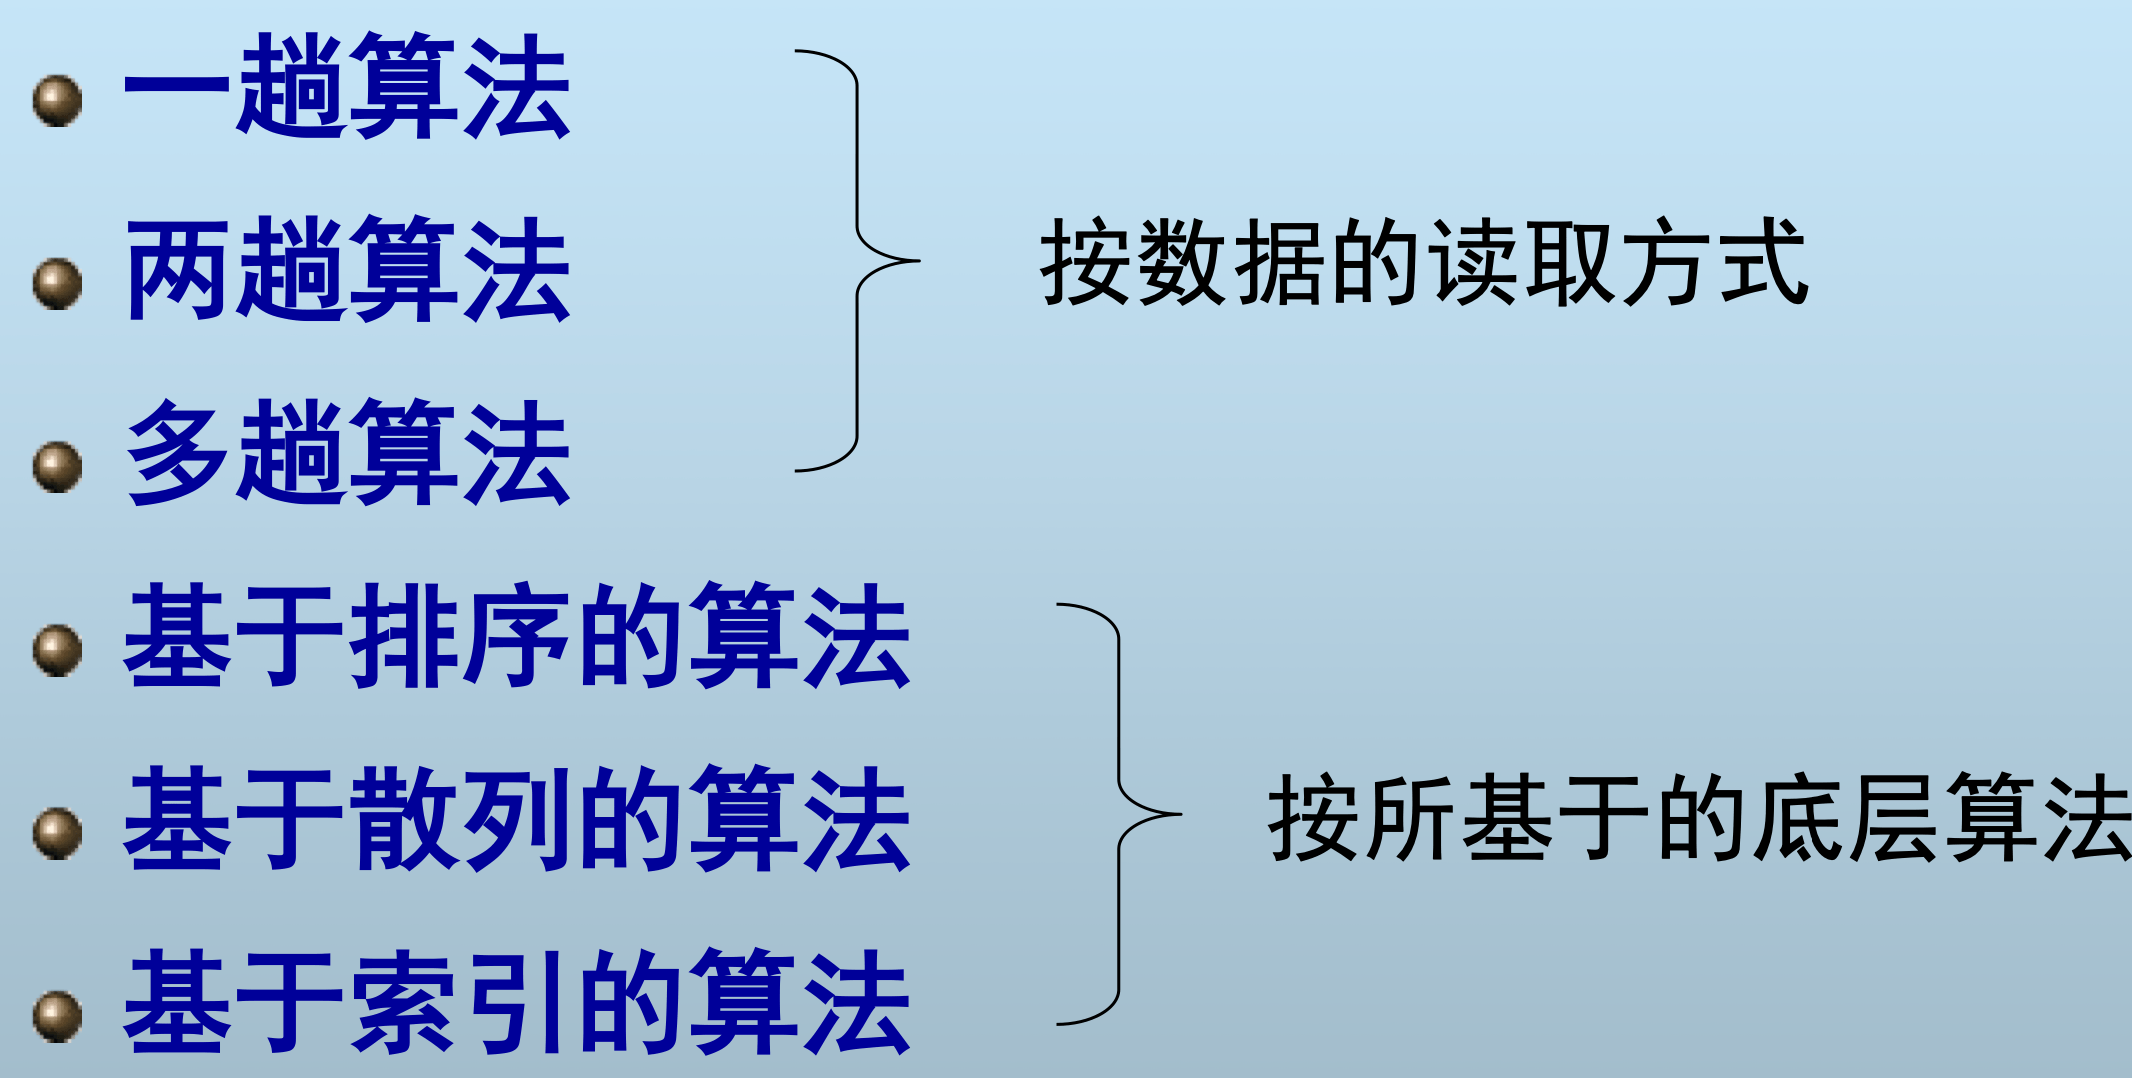 一趟算法
两趟算法
按数据的读取方式
多趟算法
基于排序的算法
基于散列的算法
按所基于的底层算法
基于索引的算法